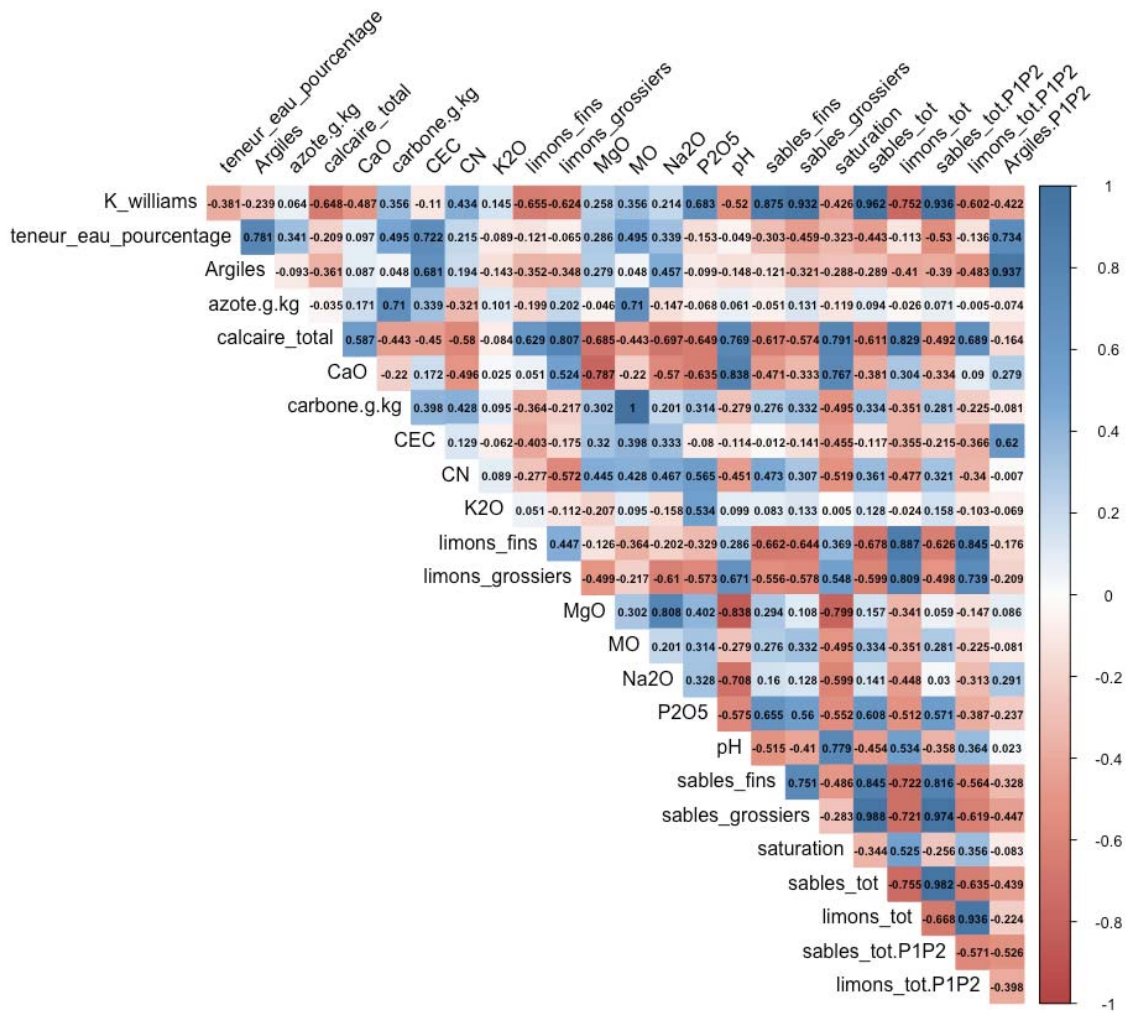 teneur_eau_pourcentage
Argiles
azote.g.kg
calcaire_total
CaO
carbone.g.kg
CEC
CN
K2O
limons_fins
limons_grossiers
MgO
MO
Na2O
P2O5
pH
sables_fins
sables_grossiers
saturation
sables_tot
limons_tot
sables_tot.P1P2
limons_tot.P1P2
Argiles.P1P2
K_williams -0.381 -0.239 0.064 -0.648 -0.487 0.356 -0.11 0.434 0.145 -0.655 -0.624 0.258 0.356 0.214 0.683 -0.52 0.875 0.932 -0.426 0.962 -0.752 0.936 -0.602 -0.422
teneur_eau_pourcentage 0.781 0.341 -0.209 0.097 0.495 0.722 0.215 -0.089 -0.121 -0.065 0.286 0.495 0.339 -0.153 -0.049 -0.303 -0.459 -0.323 -0.443 -0.113 -0.53 -0.136 0.734
Argiles -0.093 -0.361 0.087 0.048 0.681 0.194 -0.143 -0.352 -0.348 0.279 0.048 0.457 -0.099 -0.148 -0.121 -0.321 -0.288 -0.289 -0.41 -0.39 -0.483 0.937
azote.g.kg -0.035 0.171 0.71 0.339 -0.321 0.101 -0.199 0.202 -0.046 0.71 -0.147 -0.068 0.061 -0.051 0.131 -0.119 0.094 -0.026 0.071 -0.005 -0.074
calcaire_total 0.587 -0.443 -0.45 -0.58 -0.084 0.629 0.807 -0.685 -0.443 -0.697 -0.649 0.769 -0.617 -0.574 0.791 -0.611 0.829 -0.492 0.689 -0.164
CaO -0.22 0.172 -0.496 0.025 0.051 0.524 -0.787 -0.22 -0.57 -0.635 0.838 -0.471 -0.333 0.767 -0.381 0.304 -0.334 0.09 0.279
carbone.g.kg 0.398 0.428 0.095 -0.364 -0.217 0.302 1 0.201 0.314 -0.279 0.276 0.332 -0.495 0.334 -0.351 0.281 -0.225 -0.081
CEC 0.129 -0.062 -0.403 -0.175 0.32 0.398 0.333 -0.08 -0.114 -0.012 -0.141 -0.455 -0.117 -0.355 -0.215 -0.366 0.62
CN 0.089 -0.277 -0.572 0.445 0.428 0.467 0.565 -0.451 0.473 0.307 -0.519 0.361 -0.477 0.321 -0.34 -0.007
K2O 0.051 -0.112 -0.207 0.095 -0.158 0.534 0.099 0.083 0.133 0.005 0.128 -0.024 0.158 -0.103 -0.069
limons_fins 0.447 -0.126 -0.364 -0.202 -0.329 0.286 -0.662 -0.644 0.369 -0.678 0.887 -0.626 0.845 -0.176
limons_grossiers -0.499 -0.217 -0.61 -0.573 0.671 -0.556 -0.578 0.548 -0.599 0.809 -0.498 0.739 -0.209
MgO 0.302 0.808 0.402 -0.838 0.294 0.108 -0.799 0.157 -0.341 0.059 -0.147 0.086
MO 0.201 0.314 -0.279 0.276 0.332 -0.495 0.334 -0.351 0.281 -0.225 -0.081
Na2O 0.328 -0.708 0.16 0.128 -0.599 0.141 -0.448 0.03 -0.313 0.291
P2O5 -0.575 0.655 0.56 -0.552 0.608 -0.512 0.571 -0.387 -0.237
pH -0.515 -0.41 0.779 -0.454 0.534 -0.358 0.364 0.023
sables_fins 0.751 -0.486 0.845 -0.722 0.816 -0.564 -0.328
sables_grossiers -0.283 0.988 -0.721 0.974 -0.619 -0.447
saturation -0.344 0.525 -0.256 0.356 -0.083
sables_tot -0.755 0.982 -0.635 -0.439
limons_tot -0.668 0.936 -0.224
sables_tot.P1P2 -0.571 -0.526
limons_tot.P1P2 -0.398
1
0.8
0.6
0.4
0.2
0
-0.2
-0.4
-0.6
-0.8
-1